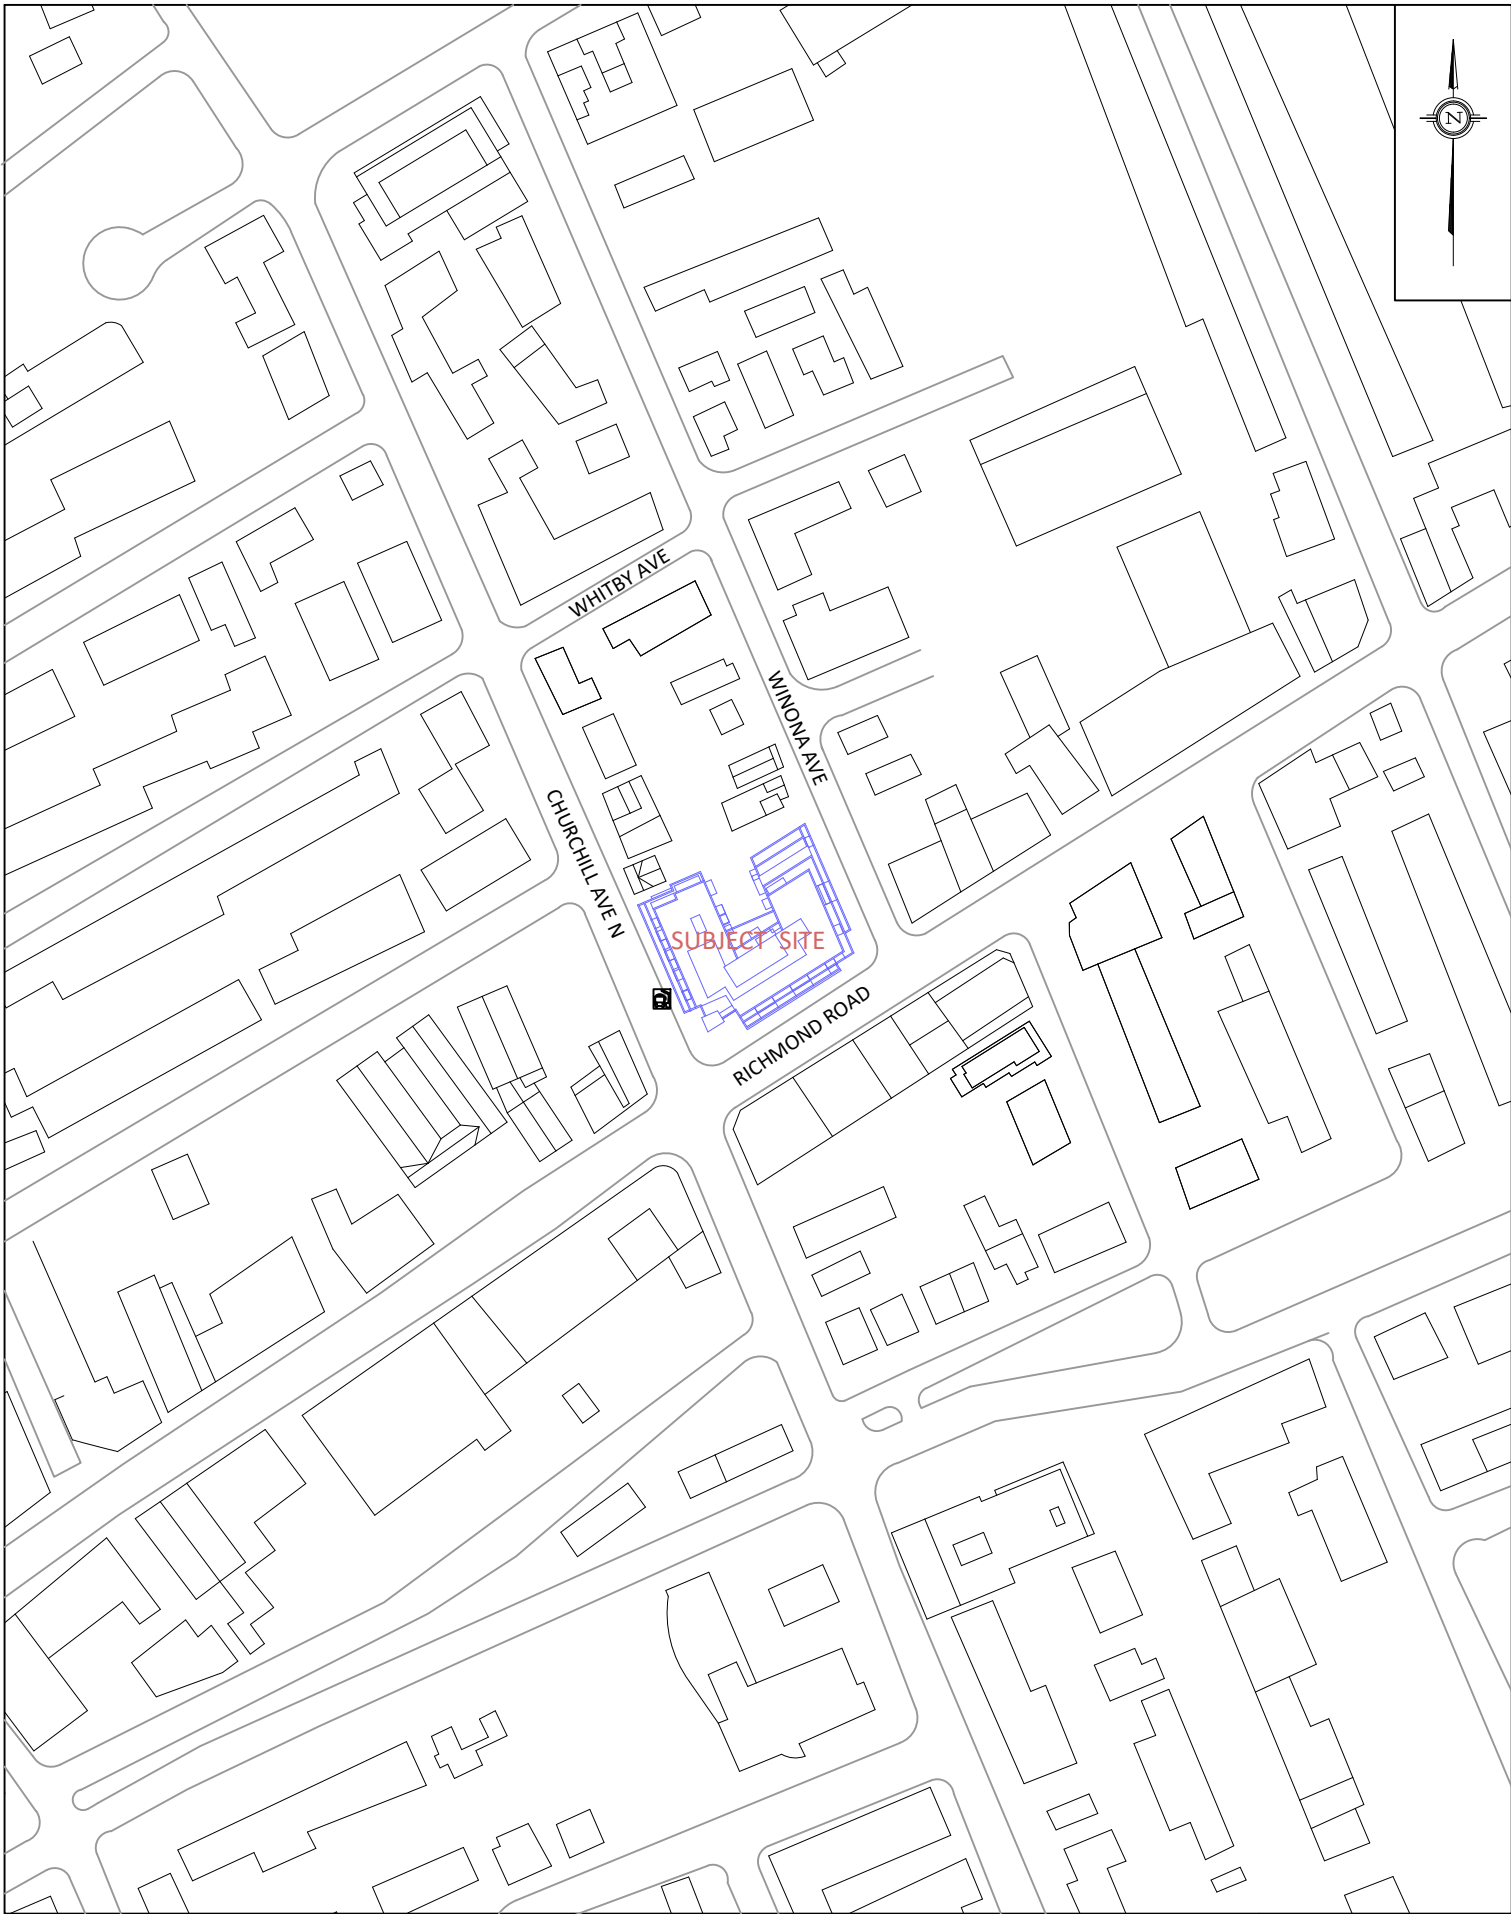 N
WHITBY AVE
WINONA AVE
CHURCHILL AVE N
SUBJECT SITE
RICHMOND ROAD